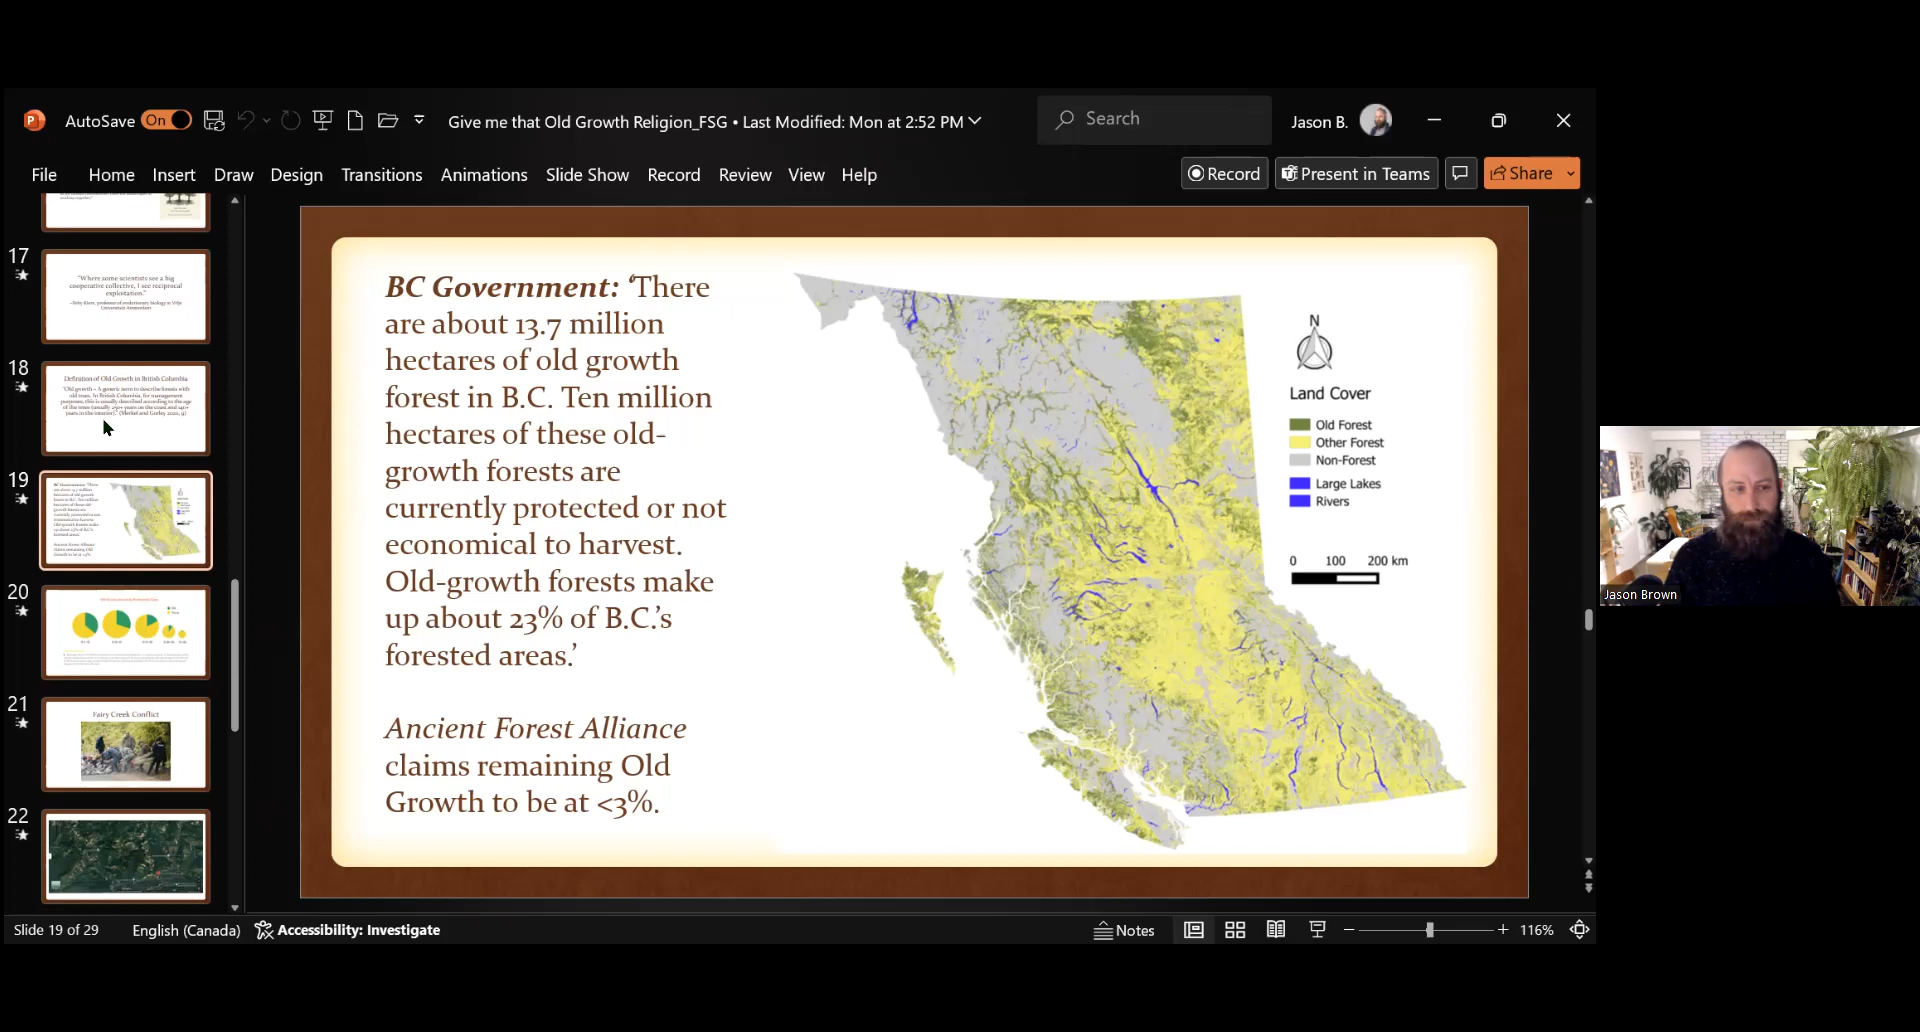 AutoSave On
Give me that Old Growth Religion_FSG • Last Modified: Mon at 2:52 PM
Search
Jason B.
File Home Insert Draw Design Transitions Animations Slide Show Record Review View Help
Record
Present in Teams
Share
17
"Where some scientists see a big
cooperative collective, I see reciprocal
exploitation."
18
Definition of Old Growth in British Columbia
19
20
21
Fairy Creek Conflict
22
BC Government: ‘There
are about 13.7 million
hectares of old growth
forest in B.C. Ten million
hectares of these old-
growth forests are
currently protected or not
economical to harvest.
Old-growth forests make
up about 23% of B.C.’s
forested areas.’
Ancient Forest Alliance
claims remaining Old
Growth to be at <3%.
N
Land Cover
Old Forest
Other Forest
Non-Forest
Large Lakes
Rivers
0 100 200 km
Jason Brown
Slide 19 of 29
English (Canada)
Accessibility: Investigate
Notes
116%